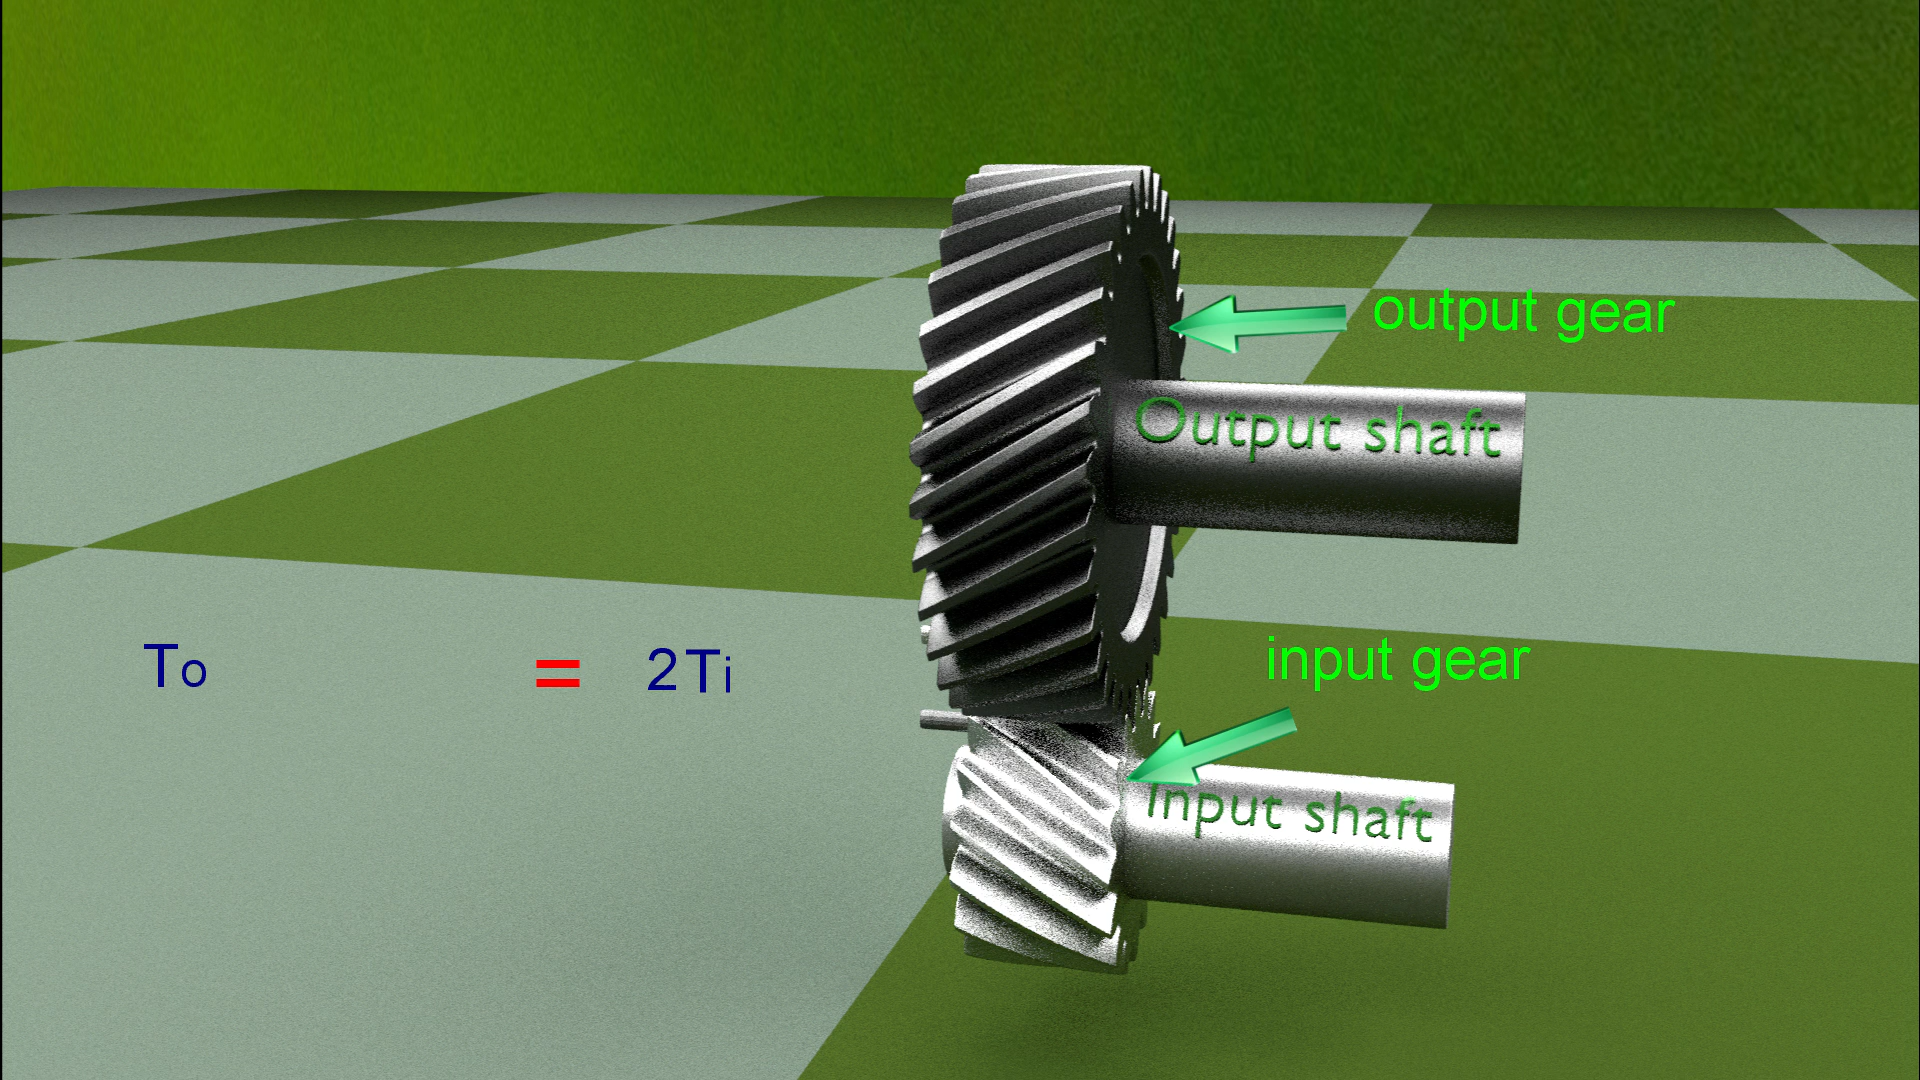 output gear
Output shaft
To = 2Ti
input gear
Input shaft